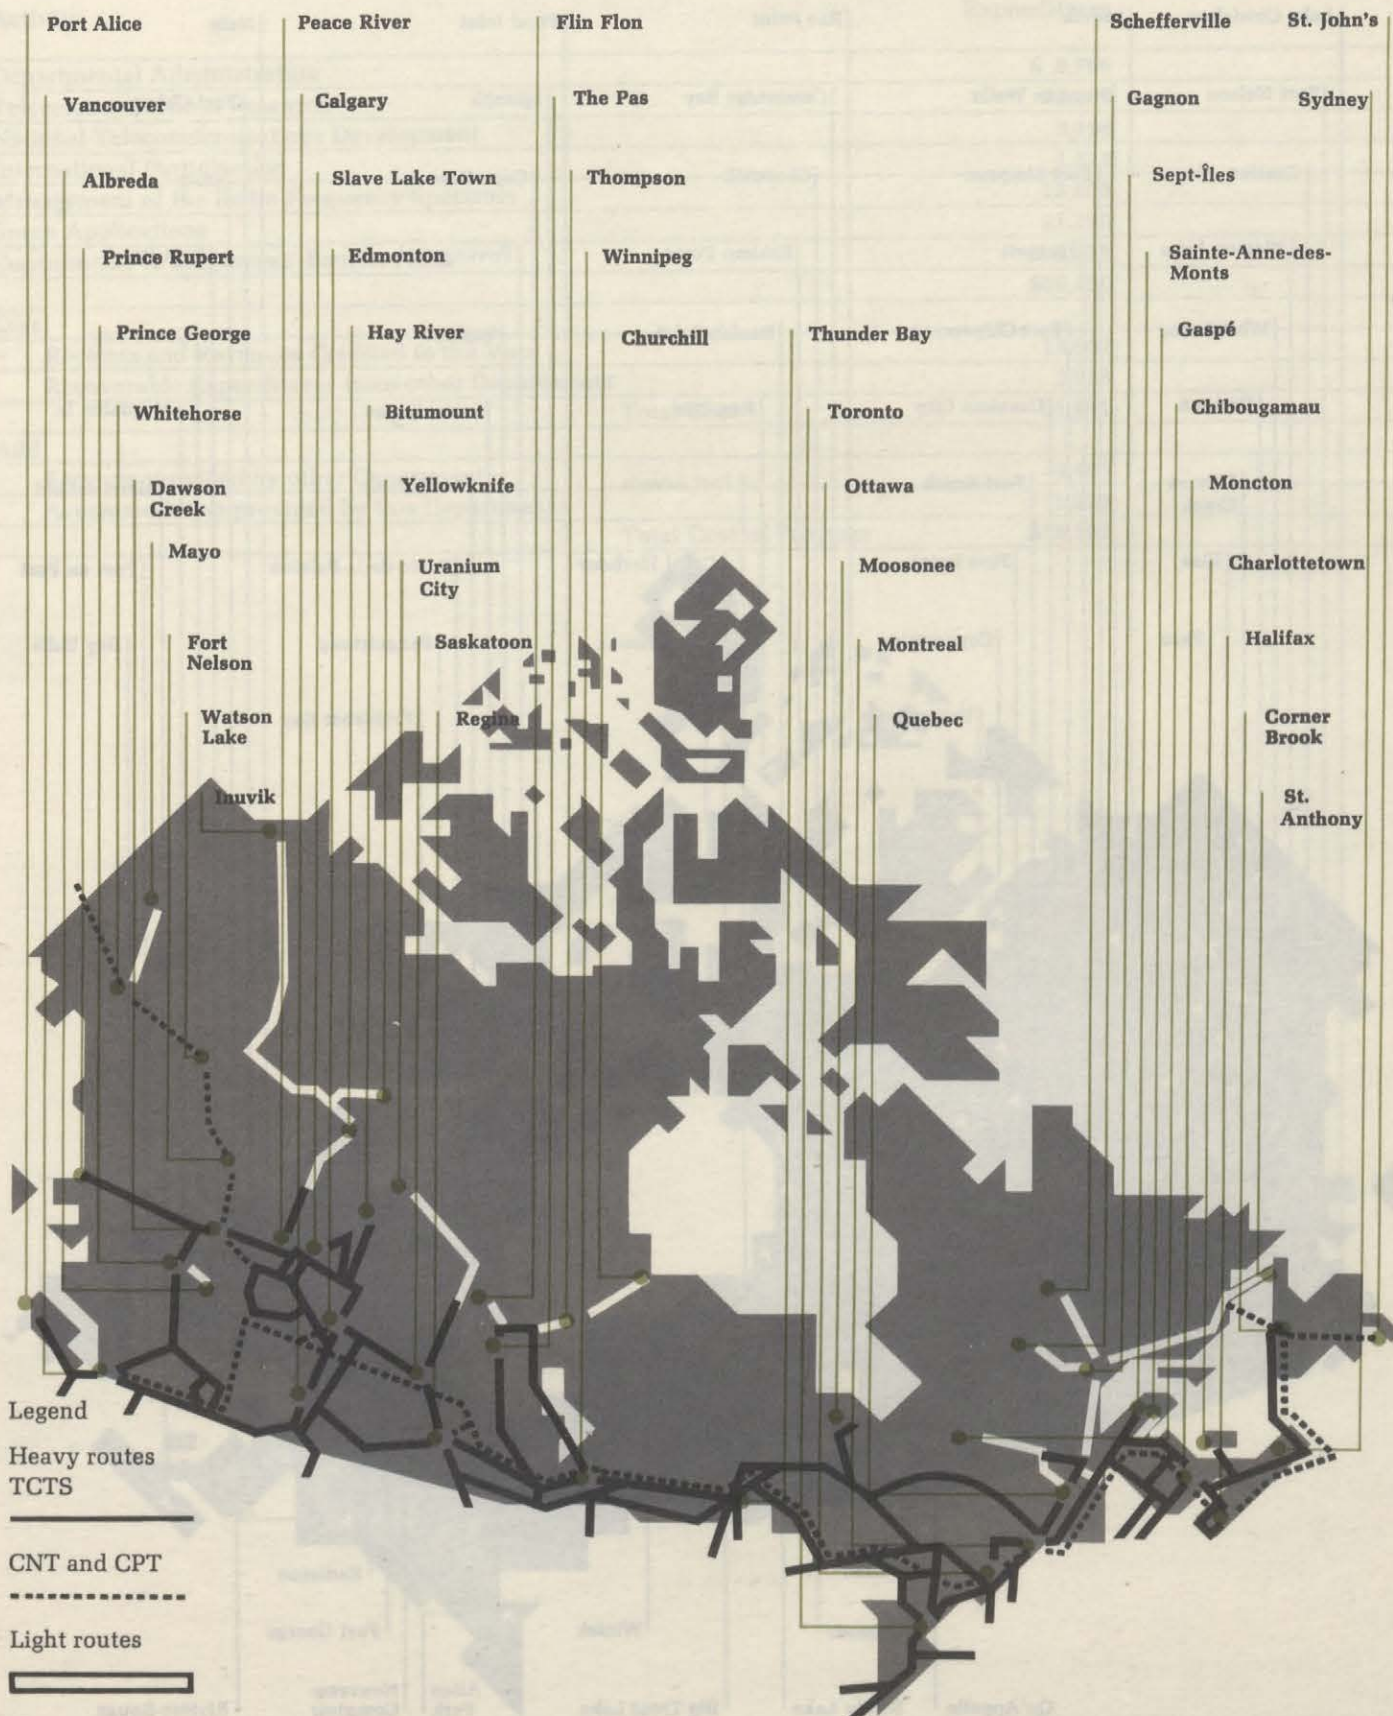 Port Alice
Peace River
Flin Flon
Schefferville
St. John's
Vancouver
Calgary
The Pas
Gagnon
Sydney
Albreda
Slave Lake Town
Thompson
Sept-Îles
Prince Rupert
Edmonton
Winnipeg
Sainte-Anne-des-
Monts
Prince George
Hay River
Churchill
Thunder Bay
Gaspé
Whitehorse
Bitumount
Toronto
Chibougamau
Dawson
Creek
Yellowknife
Ottawa
Moncton
Mayo
Uranium
City
Moosonee
Charlottetown
Fort
Nelson
Saskatoon
Montreal
Halifax
Watson
Lake
Regina
Quebec
Corner
Brook
Inuvik
St.
Anthony
Legend
Heavy routes
TCTS
CNT and CPT
Light routes